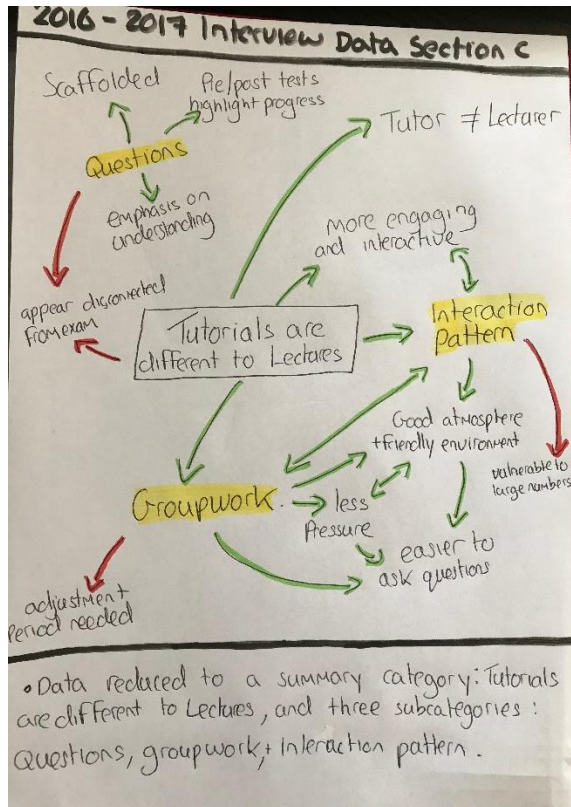 2016 - 2017 Interview Data Section C
Scaffolded
Pre/post tests
highlight progress
Tutor ≠ Lecturer
Questions
emphasis on
understanding
more engaging
and interactive
appear disconnected
from exam
Tutorials are
different to Lectures
Interaction
pattern
Good atmosphere
+friendly environment
vulnerable to
large numbers
Groupwork.
less
Pressure
easier to
ask questions
adjustment
Period needed
• Data reduced to a summary category: Tutorials
are different to Lectures, and three subcategories:
Questions, groupwork, + Interaction pattern.